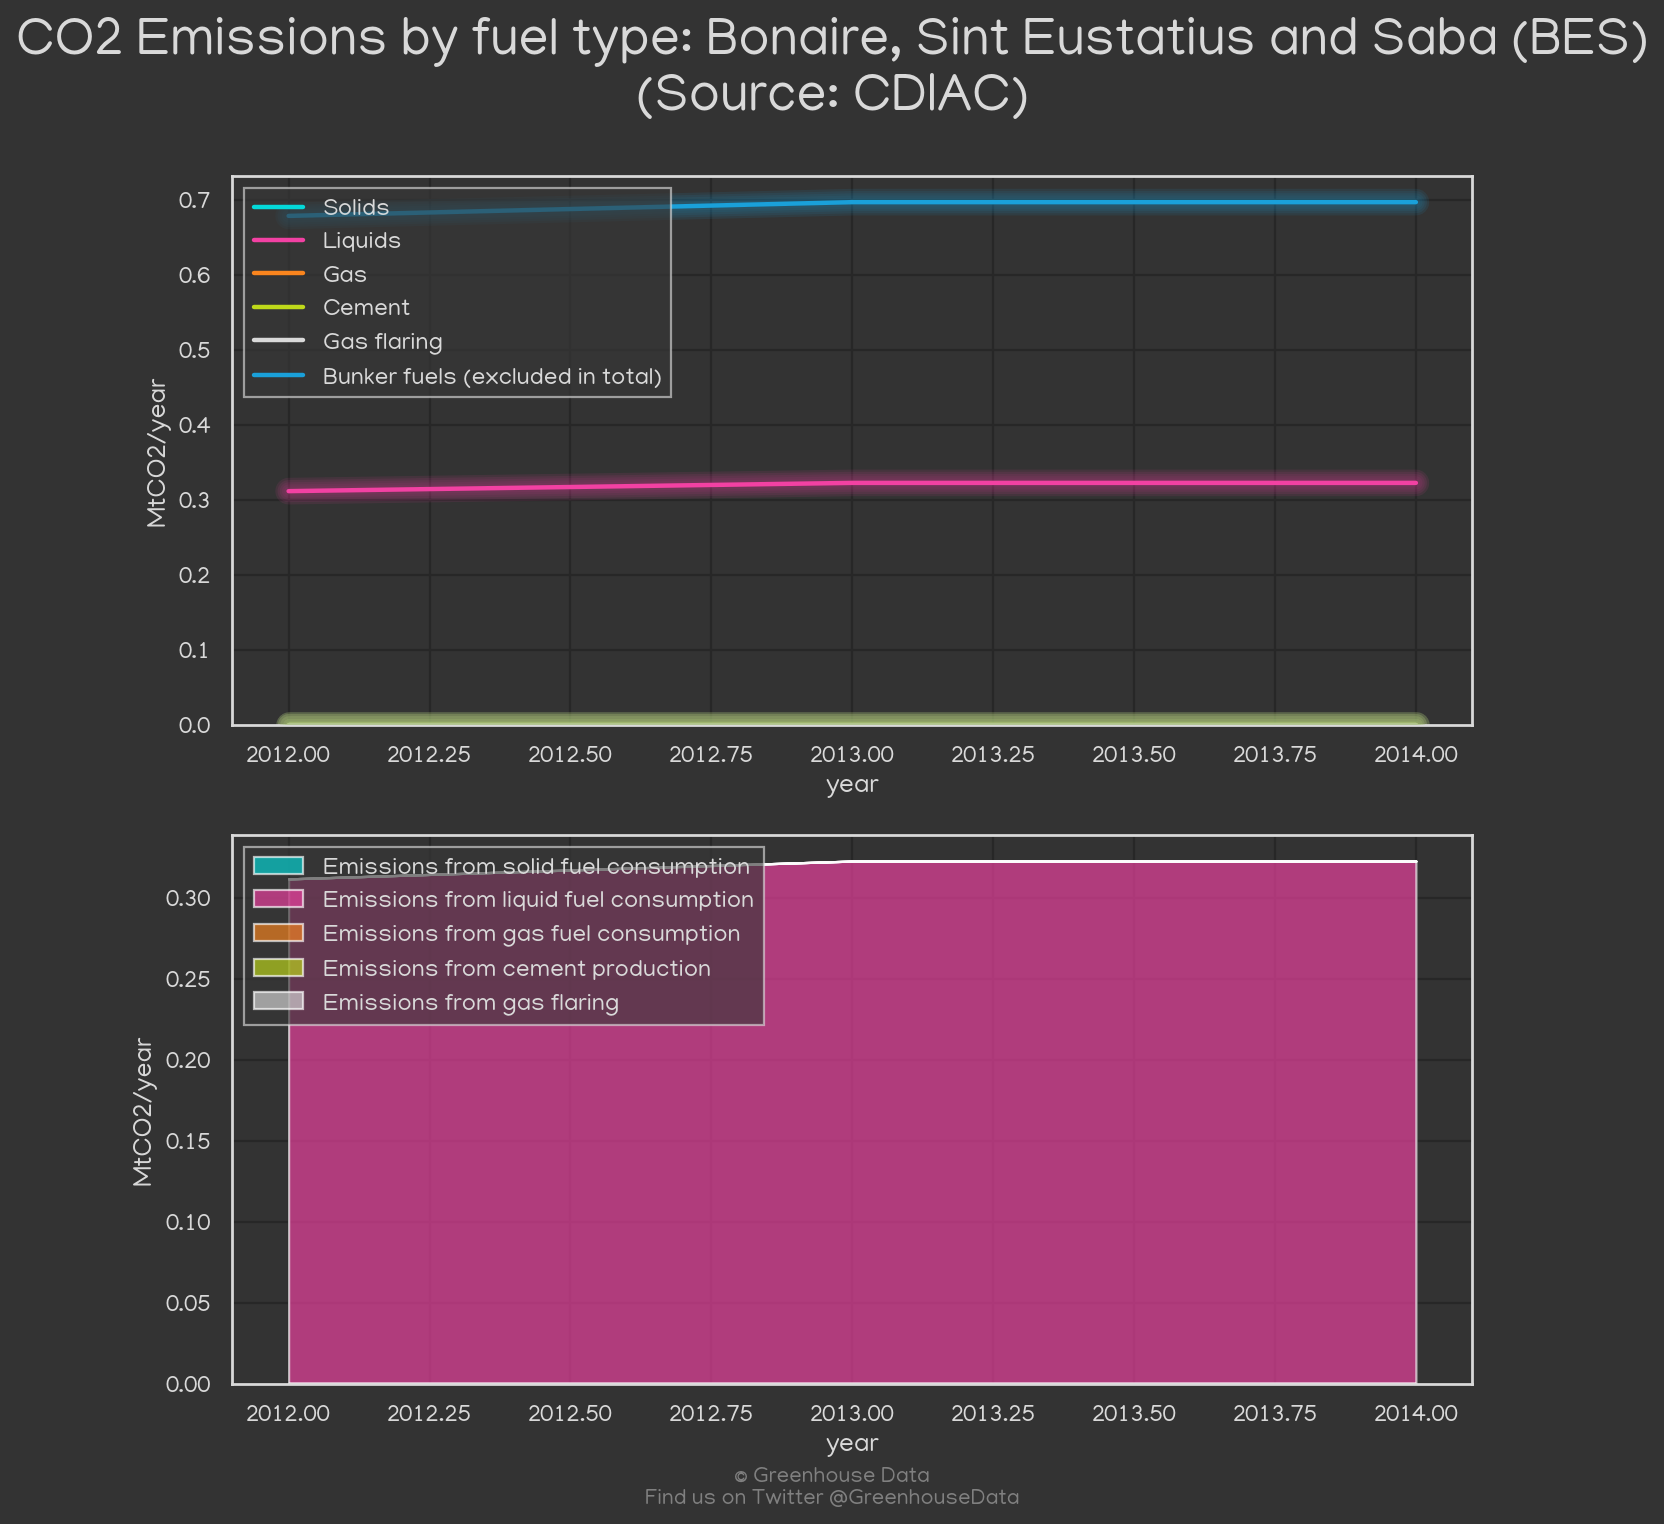 CO2 Emissions by fuel type: Bonaire, Sint Eustatius and Saba (BES)
(Source: CDIAC)
Solids
Liquids
Gas
Cement
Gas flaring
Bunker fuels (excluded in total)
MtCO2/year
0.7
0.6
0.5
0.4
0.3
0.2
0.1
0.0
2012.00 2012.25 2012.50 2012.75 2013.00 2013.25 2013.50 2013.75 2014.00
year
Emissions from solid fuel consumption
Emissions from liquid fuel consumption
Emissions from gas fuel consumption
Emissions from cement production
Emissions from gas flaring
MtCO2/year
0.30
0.25
0.20
0.15
0.10
0.05
0.00
2012.00 2012.25 2012.50 2012.75 2013.00 2013.25 2013.50 2013.75 2014.00
year
© Greenhouse Data
Find us on Twitter @GreenhouseData